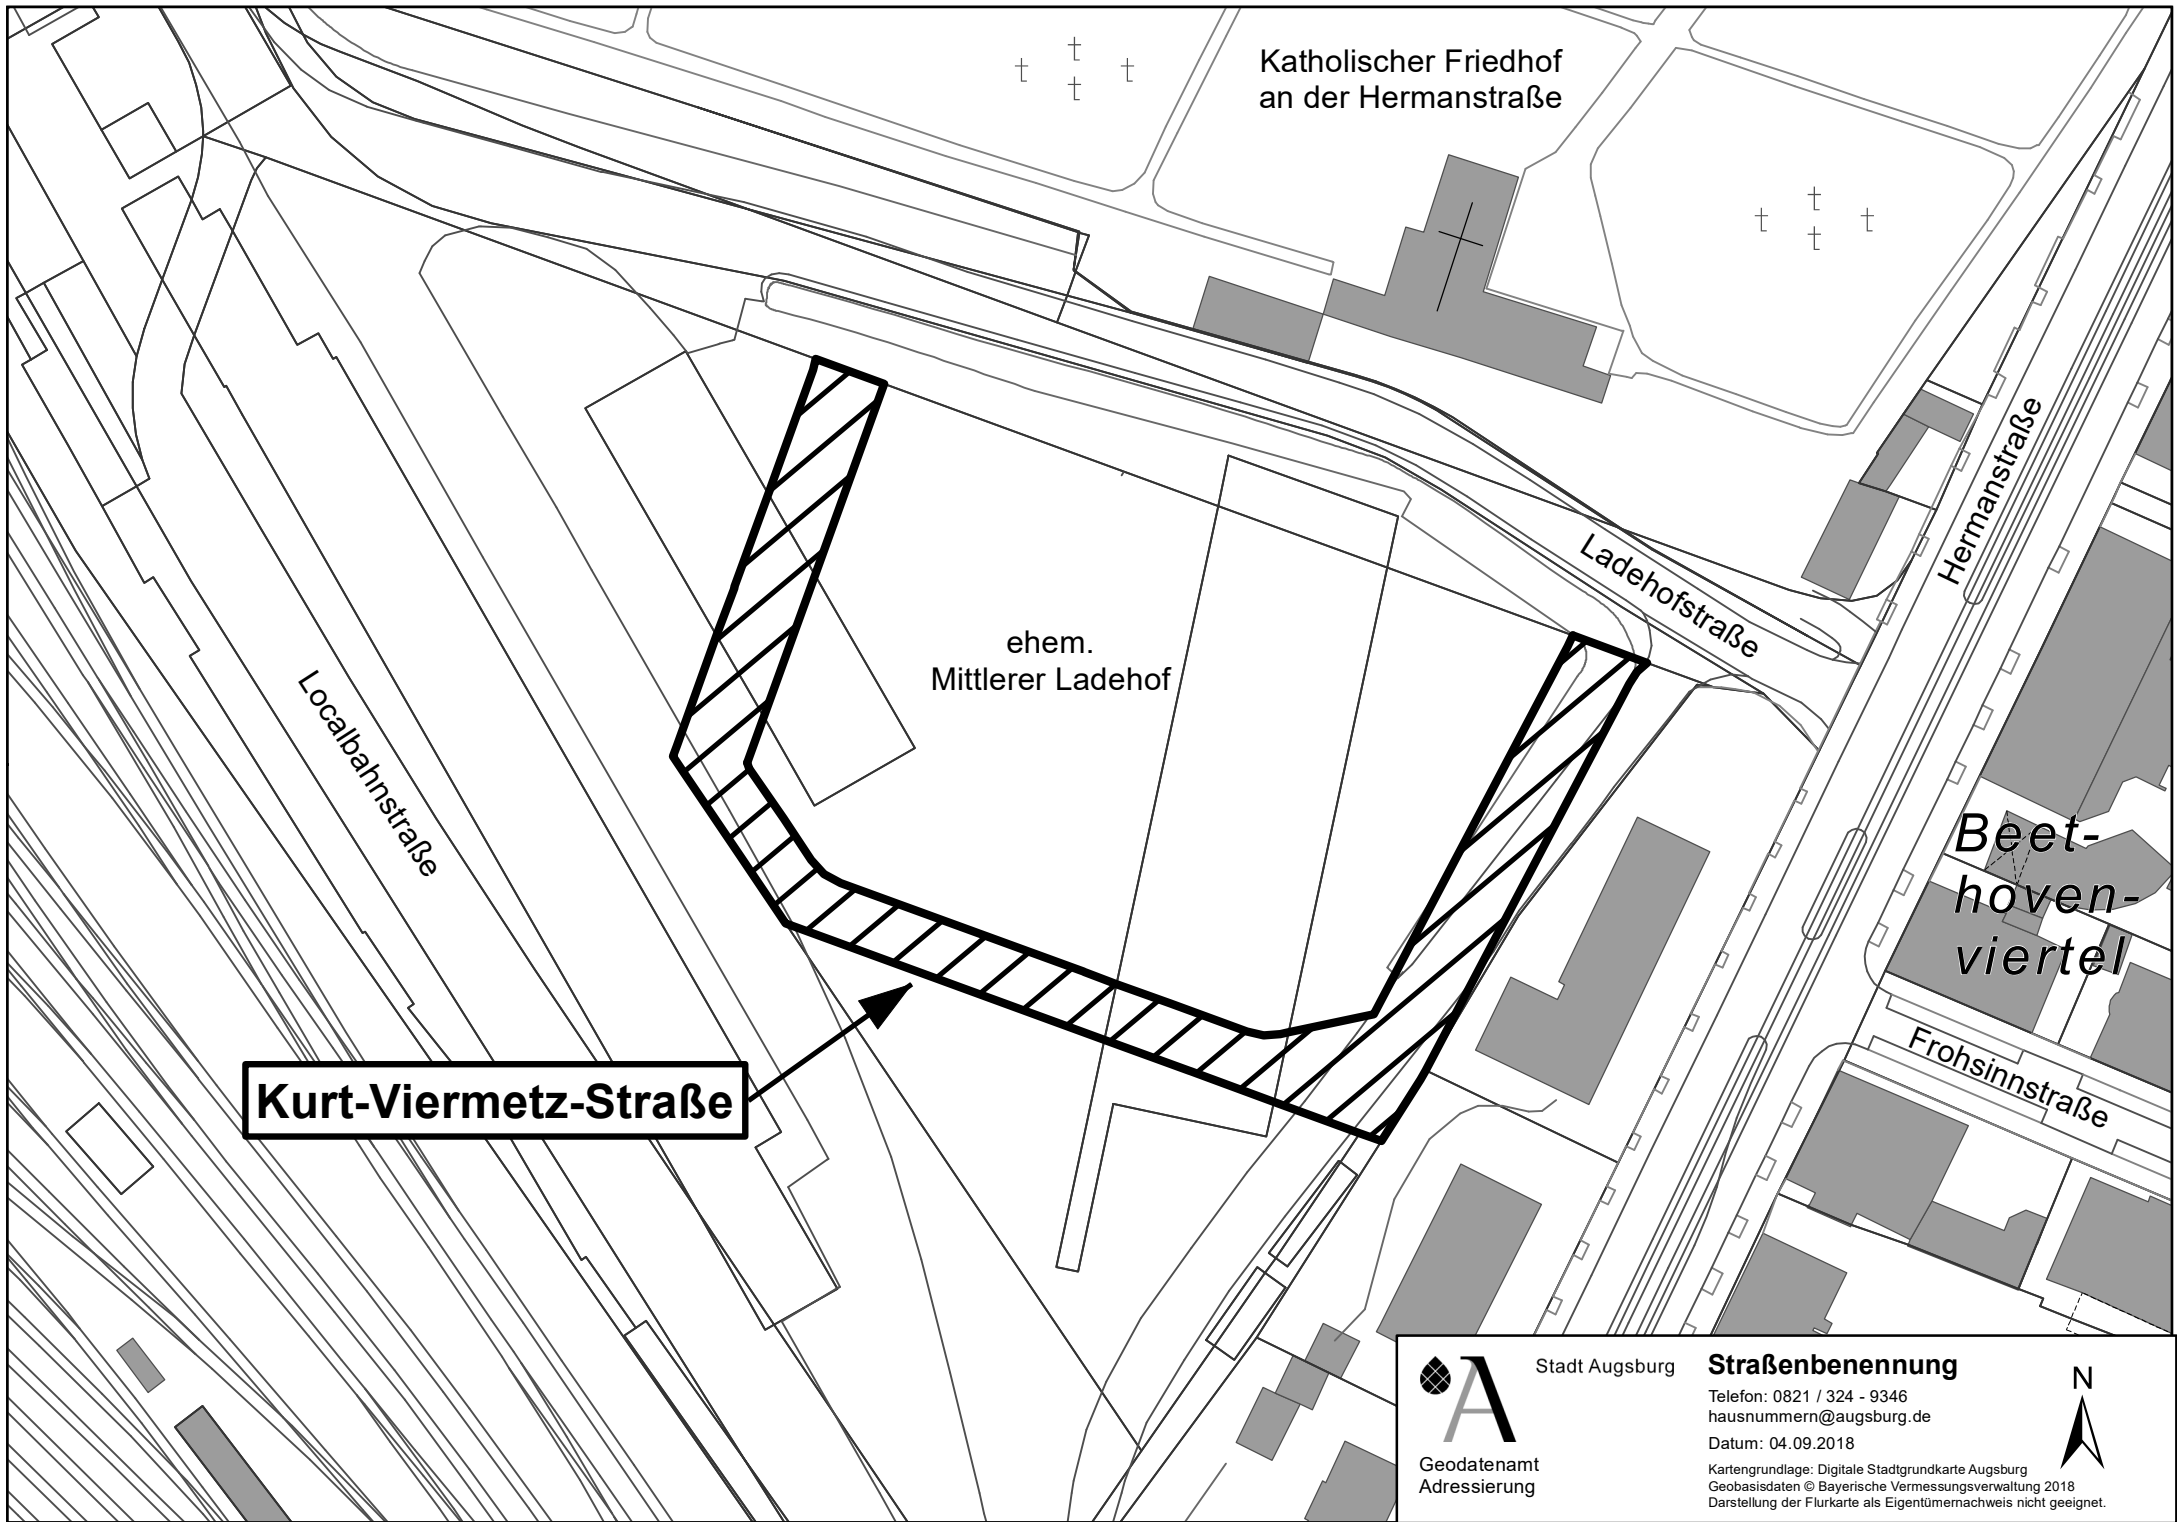 Katholischer Friedhof
an der Hermanstraße
Hermanstraße
Ladehofstraße
ehem.
Mittlerer Ladehof
Localbahnstraße
Beet-
hoven-
viertel
Frohsinnstraße
Kurt-Viermetz-Straße
Stadt Augsburg
Geodatenamt
Adressierung
Straßenbenennung
Telefon: 0821 / 324 - 9346
hausnummern@augsburg.de
Datum: 04.09.2018
Kartengrundlage: Digitale Stadtgrundkarte Augsburg
Geobasisdaten © Bayerische Vermessungsverwaltung 2018
Darstellung der Flurkarte als Eigentümernachweis nicht geeignet.
N